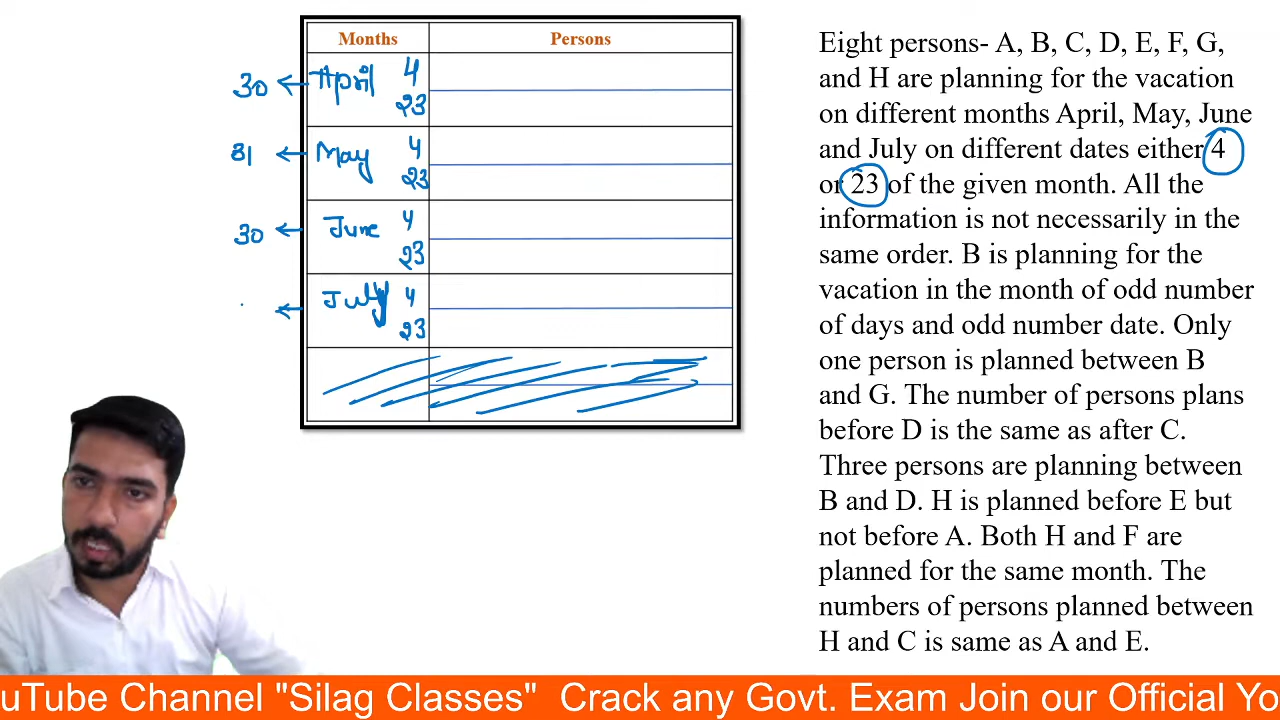 Months Persons
30 ← April 4
23
31 ← May 4
23
30 ← June 4
23
← July 4
23
Eight persons- A, B, C, D, E, F, G,
and H are planning for the vacation
on different months April, May, June
and July on different dates either 4
or 23 of the given month. All the
information is not necessarily in the
same order. B is planning for the
vacation in the month of odd number
of days and odd number date. Only
one person is planned between B
and G. The number of persons plans
before D is the same as after C.
Three persons are planning between
B and D. H is planned before E but
not before A. Both H and F are
planned for the same month. The
numbers of persons planned between
H and C is same as A and E.
uTube Channel "Silag Classes" Crack any Govt. Exam Join our Official Yo